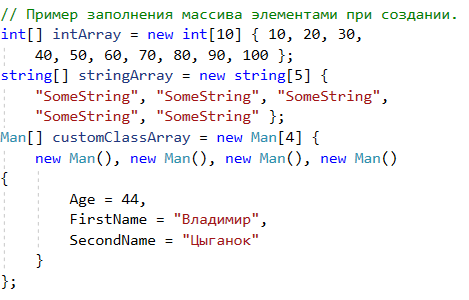 // Пример заполнения массива элементами при создании.
int[] intArray = new int[10] { 10, 20, 30,
    40, 50, 60, 70, 80, 90, 100 };
string[] stringArray = new string[5] {
    "SomeString", "SomeString", "SomeString",
    "SomeString", "SomeString" };
Man[] customClassArray = new Man[4] {
    new Man(), new Man(), new Man(), new Man()
{
        Age = 44,
        FirstName = "Владимир",
        SecondName = "Цыганок"
    }
};